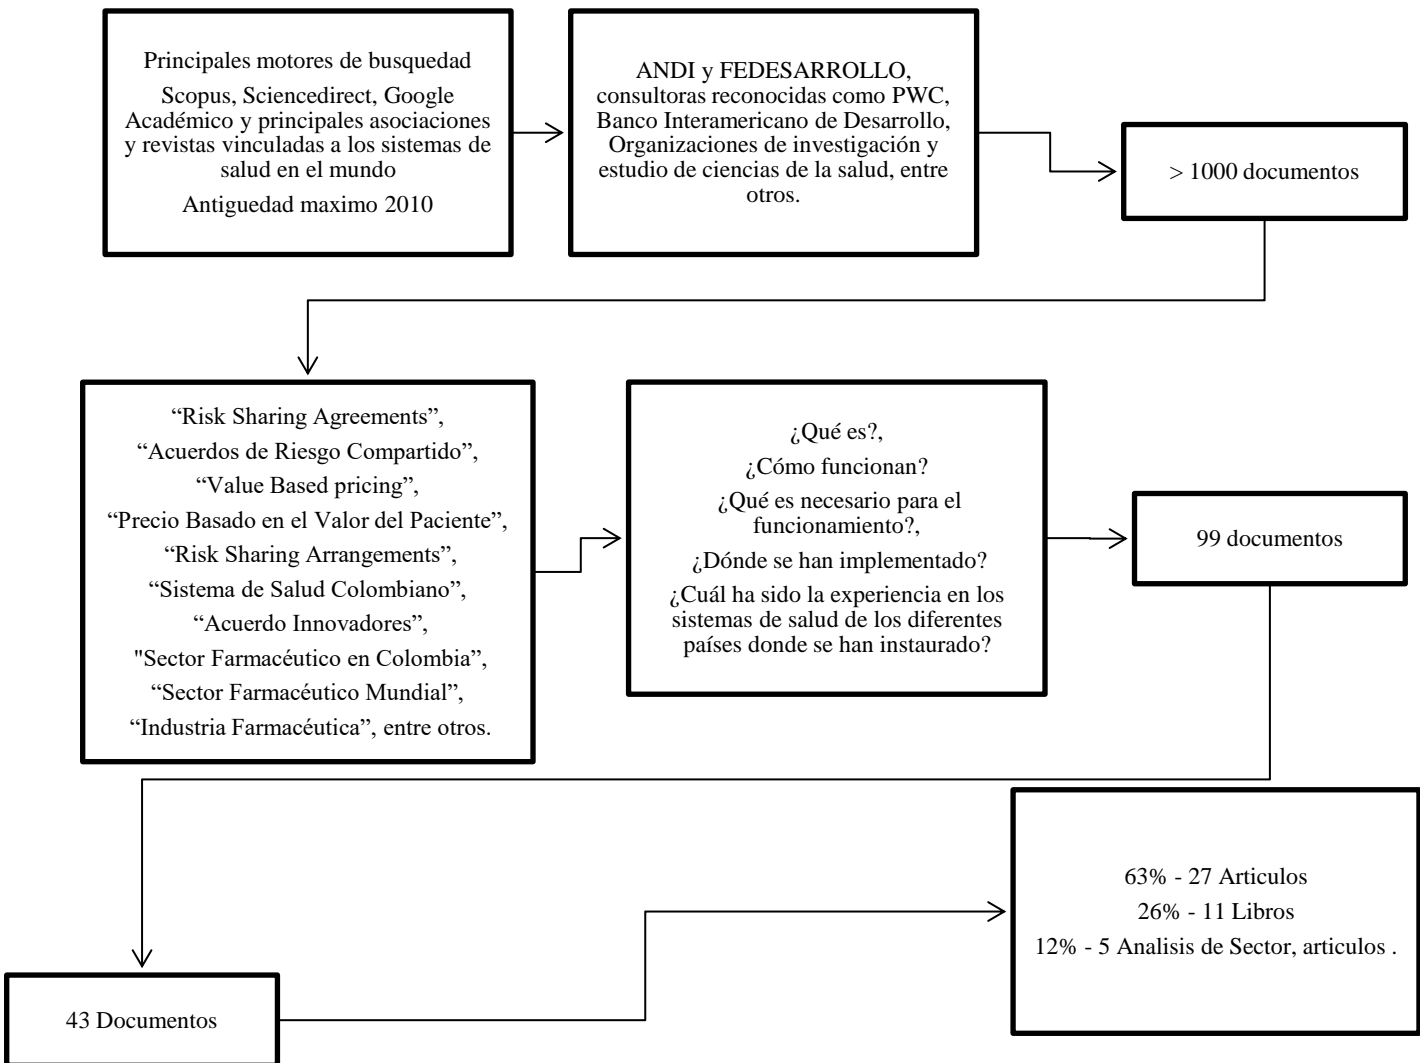 Principales motores de busquedad
Scopus, Sciencedirect, Google
Académico y principales asociaciones
y revistas vinculadas a los sistemas de
salud en el mundo
Antiguedad maximo 2010
ANDI y FEDESARROLLO,
consultoras reconocidas como PWC,
Banco Interamericano de Desarrollo,
Organizaciones de investigación y
estudio de ciencias de la salud, entre
otros.
> 1000 documentos
“Risk Sharing Agreements”,
“Acuerdos de Riesgo Compartido”,
“Value Based pricing”,
“Precio Basado en el Valor del Paciente”,
“Risk Sharing Arrangements”,
“Sistema de Salud Colombiano”,
“Acuerdo Innovadores”,
"Sector Farmacéutico en Colombia”,
“Sector Farmacéutico Mundial”,
“Industria Farmacéutica”, entre otros.
¿Qué es?,
¿Cómo funcionan?
¿Qué es necesario para el
funcionamiento?,
¿Dónde se han implementado?
¿Cuál ha sido la experiencia en los
sistemas de salud de los diferentes
países donde se han instaurado?
99 documentos
43 Documentos
63% - 27 Articulos
26% - 11 Libros
12% - 5 Analisis de Sector, articulos .